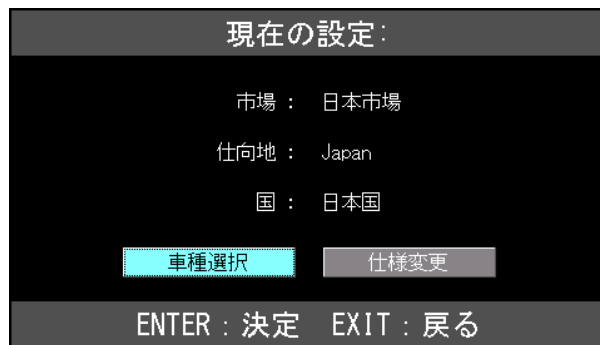 現在の設定:
市場 : 日本市場
仕向地 : Japan
国 : 日本国
車種選択 仕様変更
ENTER : 決定 EXIT : 戻る